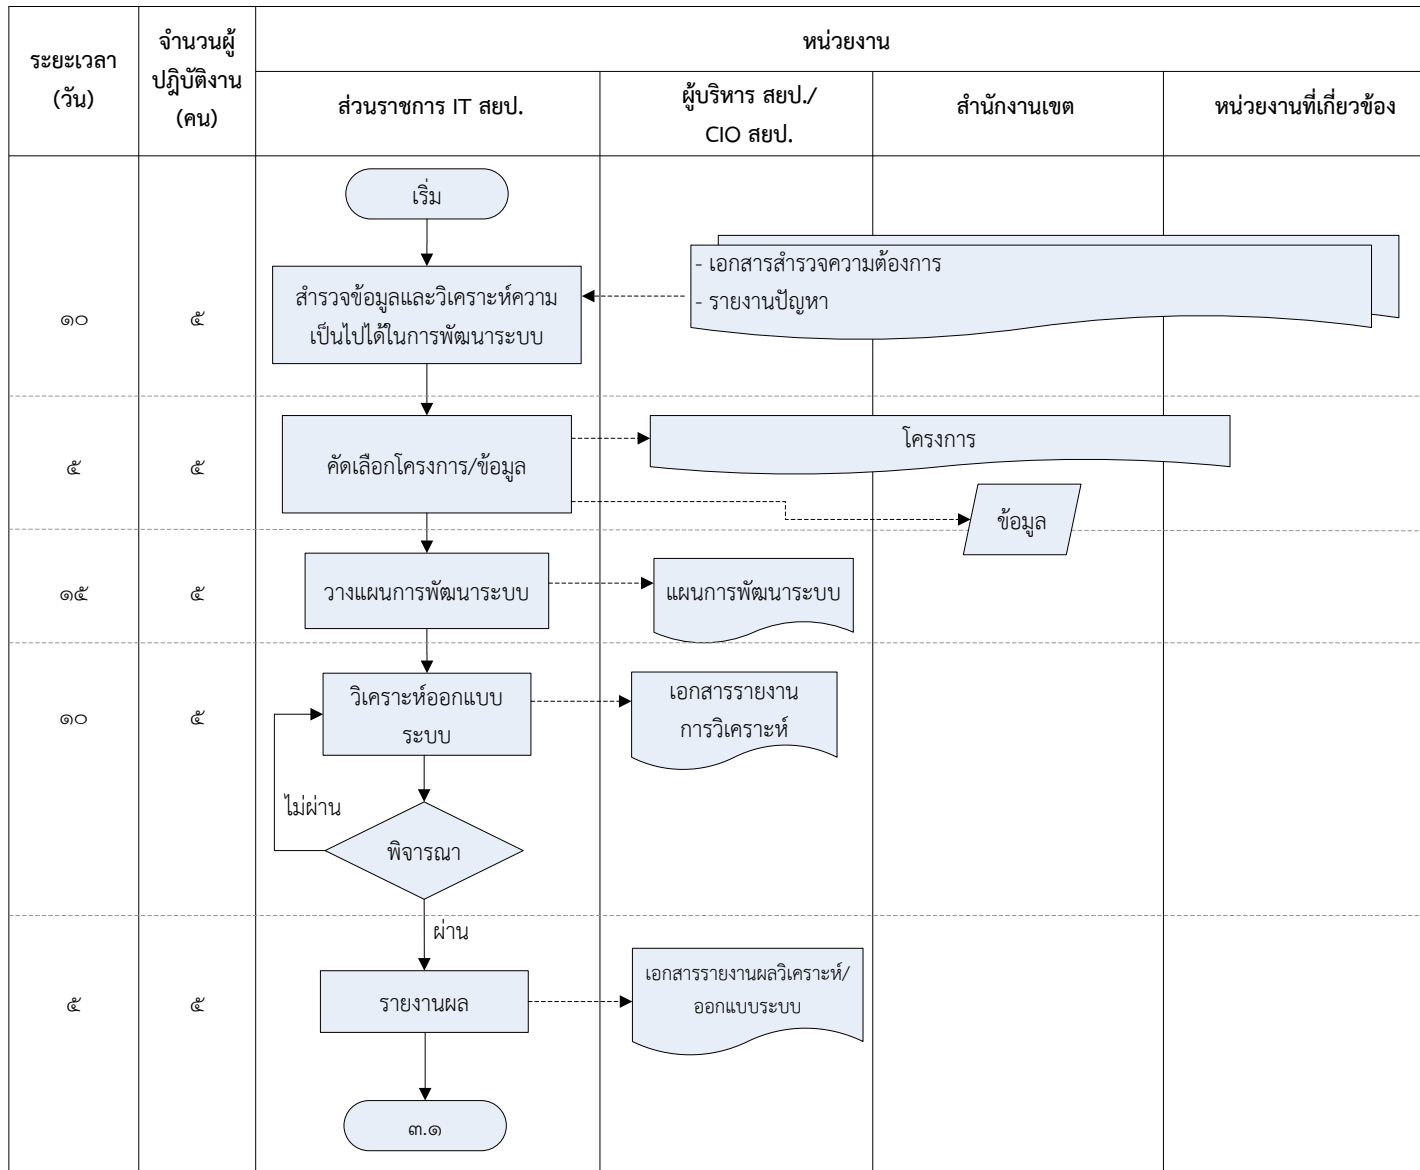 ระยะเวลา
(วัน)
จำนวนผู้
ปฏิบัติงาน
(คน)
หน่วยงาน
ส่วนราชการ IT สยป.
ผู้บริหาร สยป./
CIO สยป.
สำนักงานเขต
หน่วยงานที่เกี่ยวข้อง
เริ่ม
๑๐
๕
สำรวจข้อมูลและวิเคราะห์ความ
เป็นไปได้ในการพัฒนาระบบ
- เอกสารสำรวจความต้องการ
- รายงานปัญหา
๕
๕
คัดเลือกโครงการ/ข้อมูล
โครงการ
ข้อมูล
๑๕
๕
วางแผนการพัฒนาระบบ
แผนการพัฒนาระบบ
๑๐
๕
วิเคราะห์ออกแบบ
ระบบ
เอกสารรายงาน
การวิเคราะห์
ไม่ผ่าน
พิจารณา
ผ่าน
๕
๕
รายงานผล
เอกสารรายงานผลวิเคราะห์/
ออกแบบระบบ
๓.๑